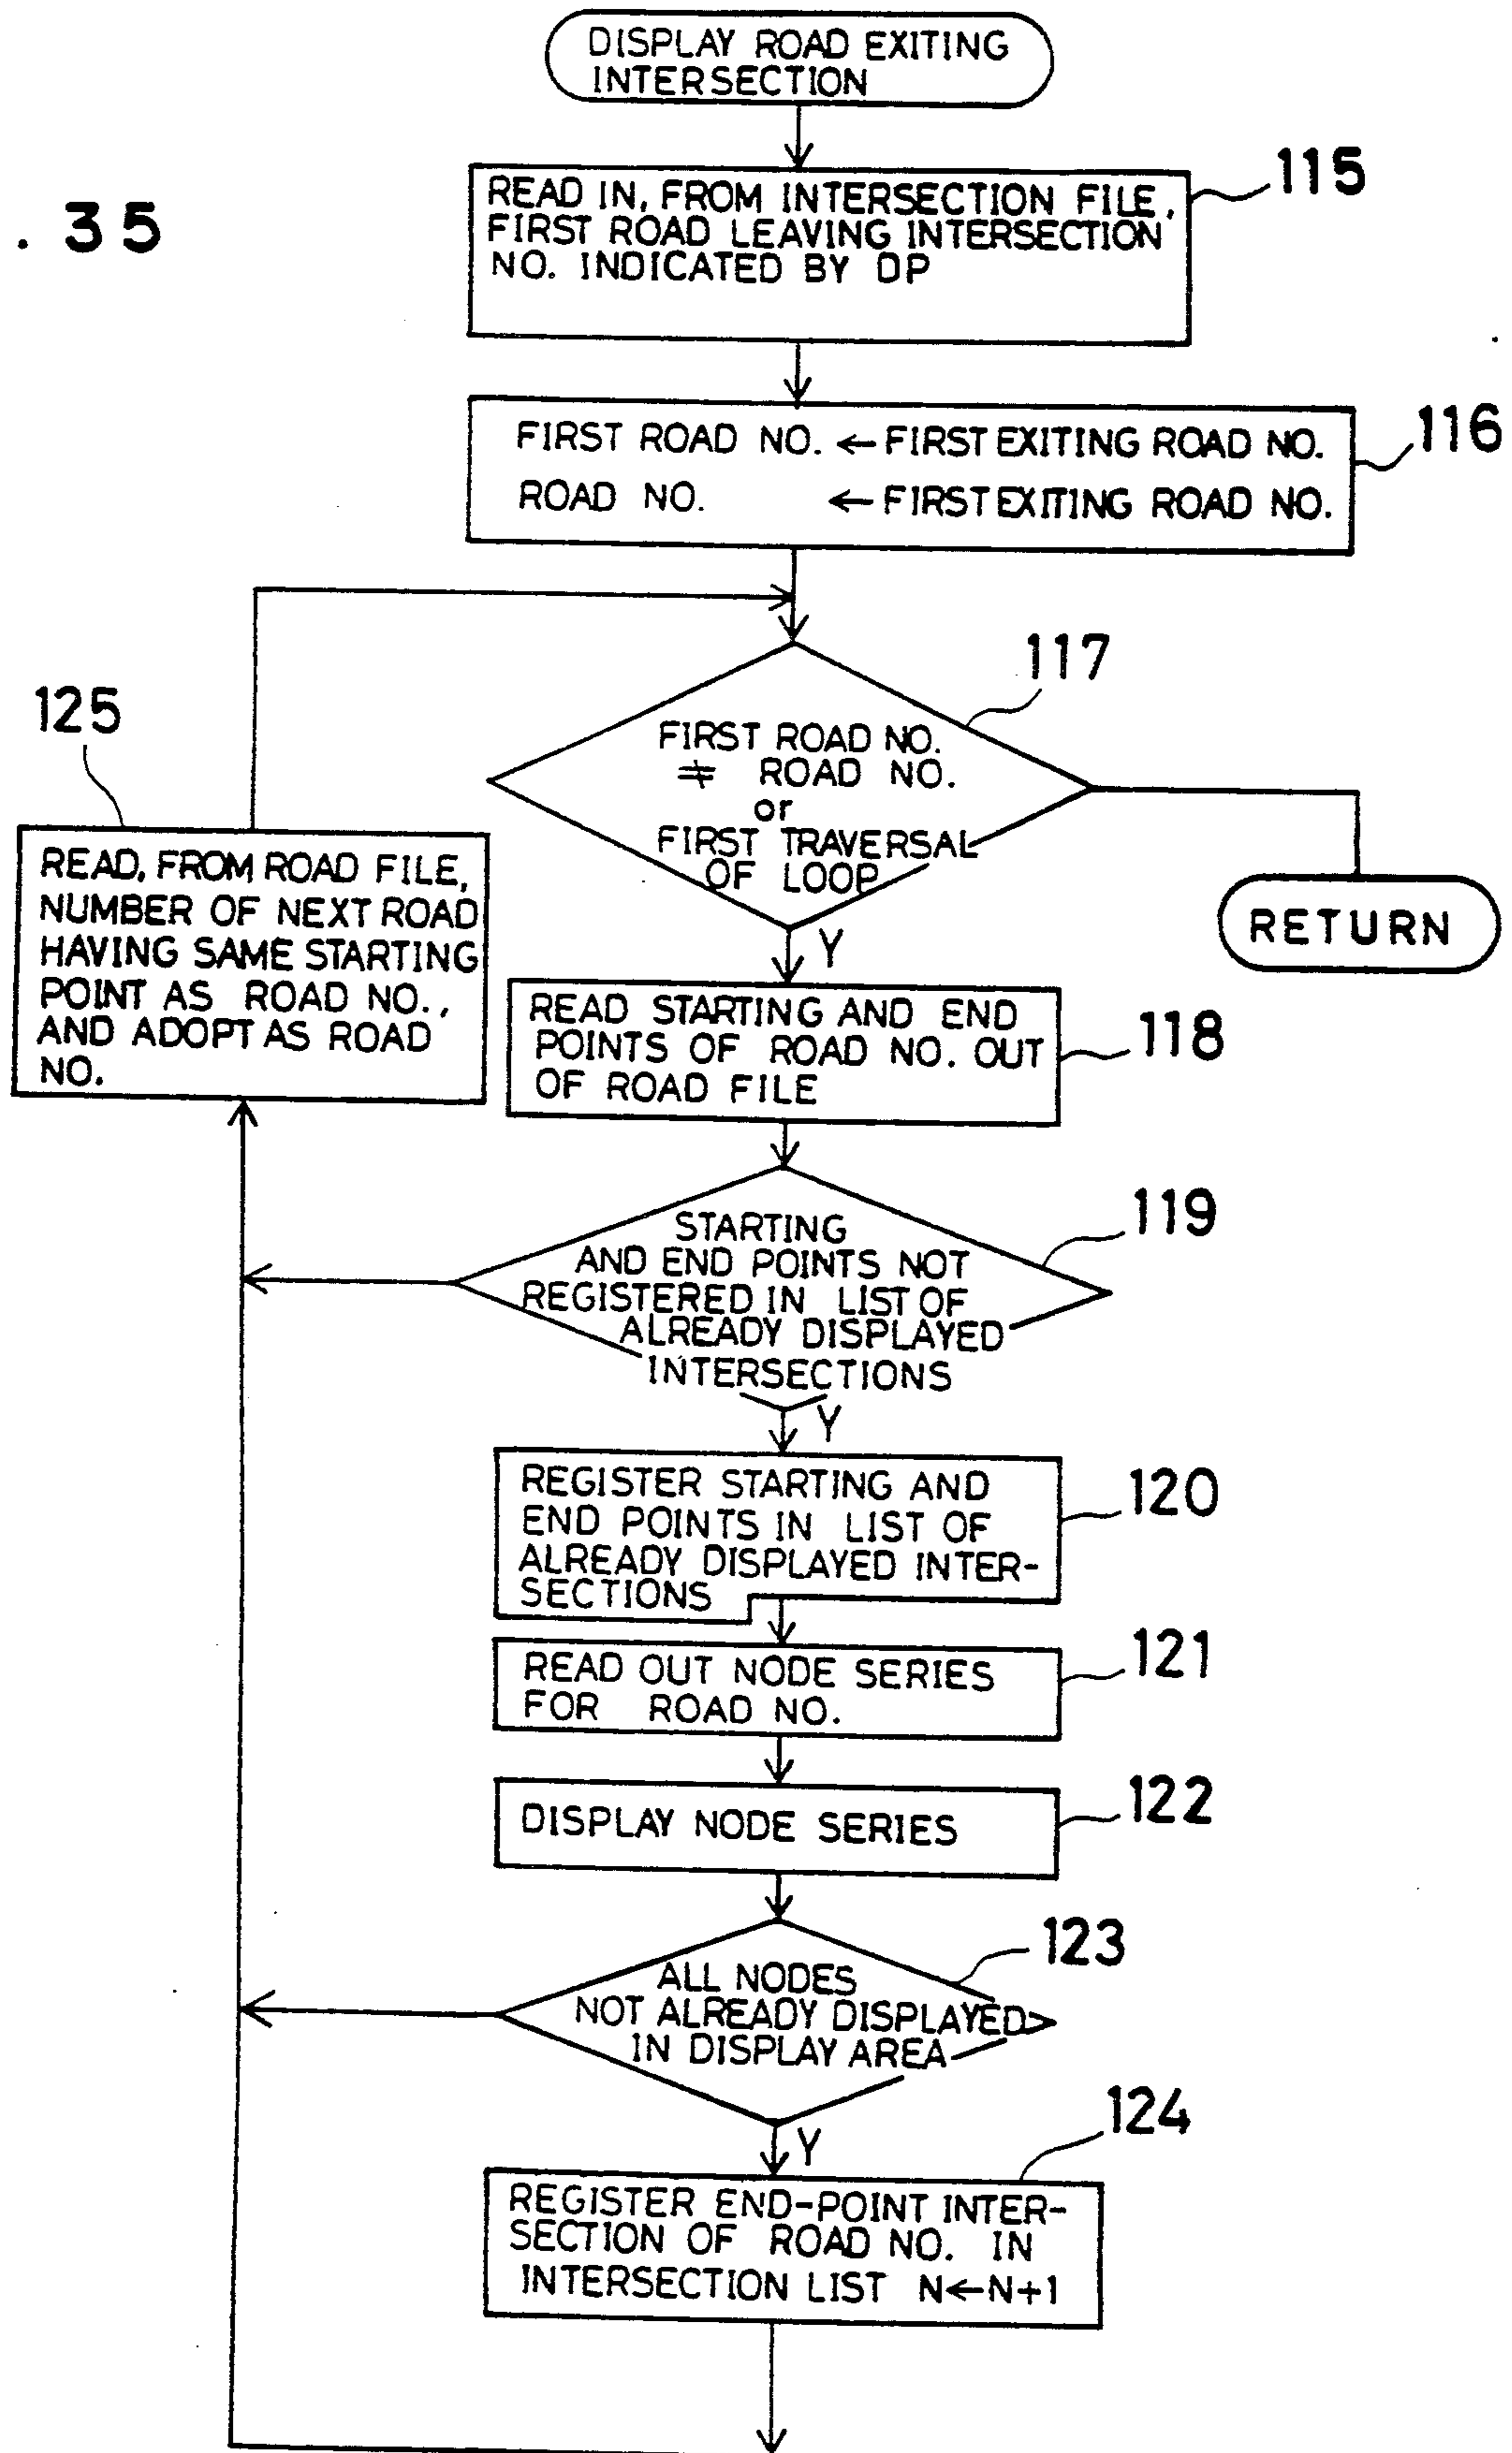 DISPLAY ROAD EXITING
INTERSECTION
. 35
READ IN, FROM INTERSECTION FILE,
FIRST ROAD LEAVING INTERSECTION
NO. INDICATED BY DP
115
FIRST ROAD NO. ← FIRST EXITING ROAD NO.
ROAD NO. ← FIRST EXITING ROAD NO.
116
FIRST ROAD NO.
≠ ROAD NO.
or
FIRST TRAVERSAL
OF LOOP
117
Y
RETURN
125
READ, FROM ROAD FILE,
NUMBER OF NEXT ROAD
HAVING SAME STARTING
POINT AS ROAD NO.,
AND ADOPT AS ROAD
NO.
READ STARTING AND END
POINTS OF ROAD NO. OUT
OF ROAD FILE
118
STARTING
AND END POINTS NOT
REGISTERED IN LIST OF
ALREADY DISPLAYED
INTERSECTIONS
119
Y
REGISTER STARTING AND
END POINTS IN LIST OF
ALREADY DISPLAYED INTER-
SECTIONS
120
READ OUT NODE SERIES
FOR ROAD NO.
121
DISPLAY NODE SERIES
122
ALL NODES
NOT ALREADY DISPLAYED
IN DISPLAY AREA
123
Y
124
REGISTER END-POINT INTER-
SECTION OF ROAD NO. IN
INTERSECTION LIST N←N+1